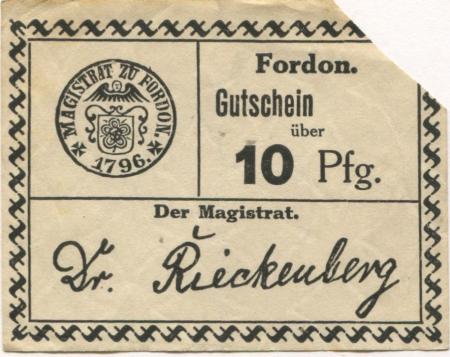 MAGISTRAT ZU FORDON.
1796.
Fordon.
Gutschein
über
10 Pfg.
Der Magistrat.
Dr. Rieckenberg